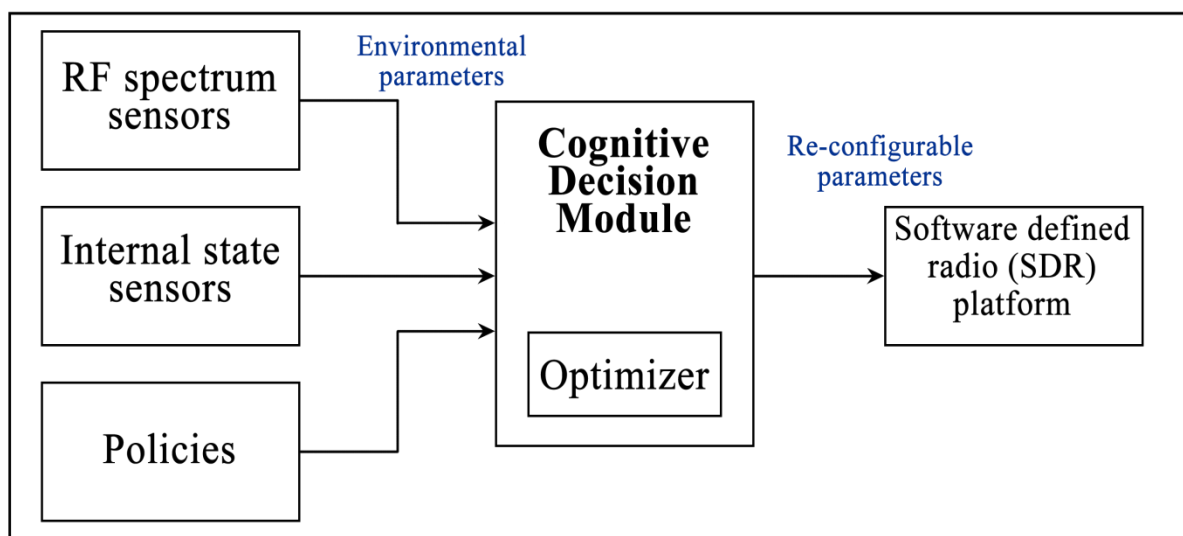 RF spectrum
sensors
Environmental
parameters
Internal state
sensors
Policies
Cognitive
Decision
Module
Optimizer
Re-configurable
parameters
Software defined
radio (SDR)
platform